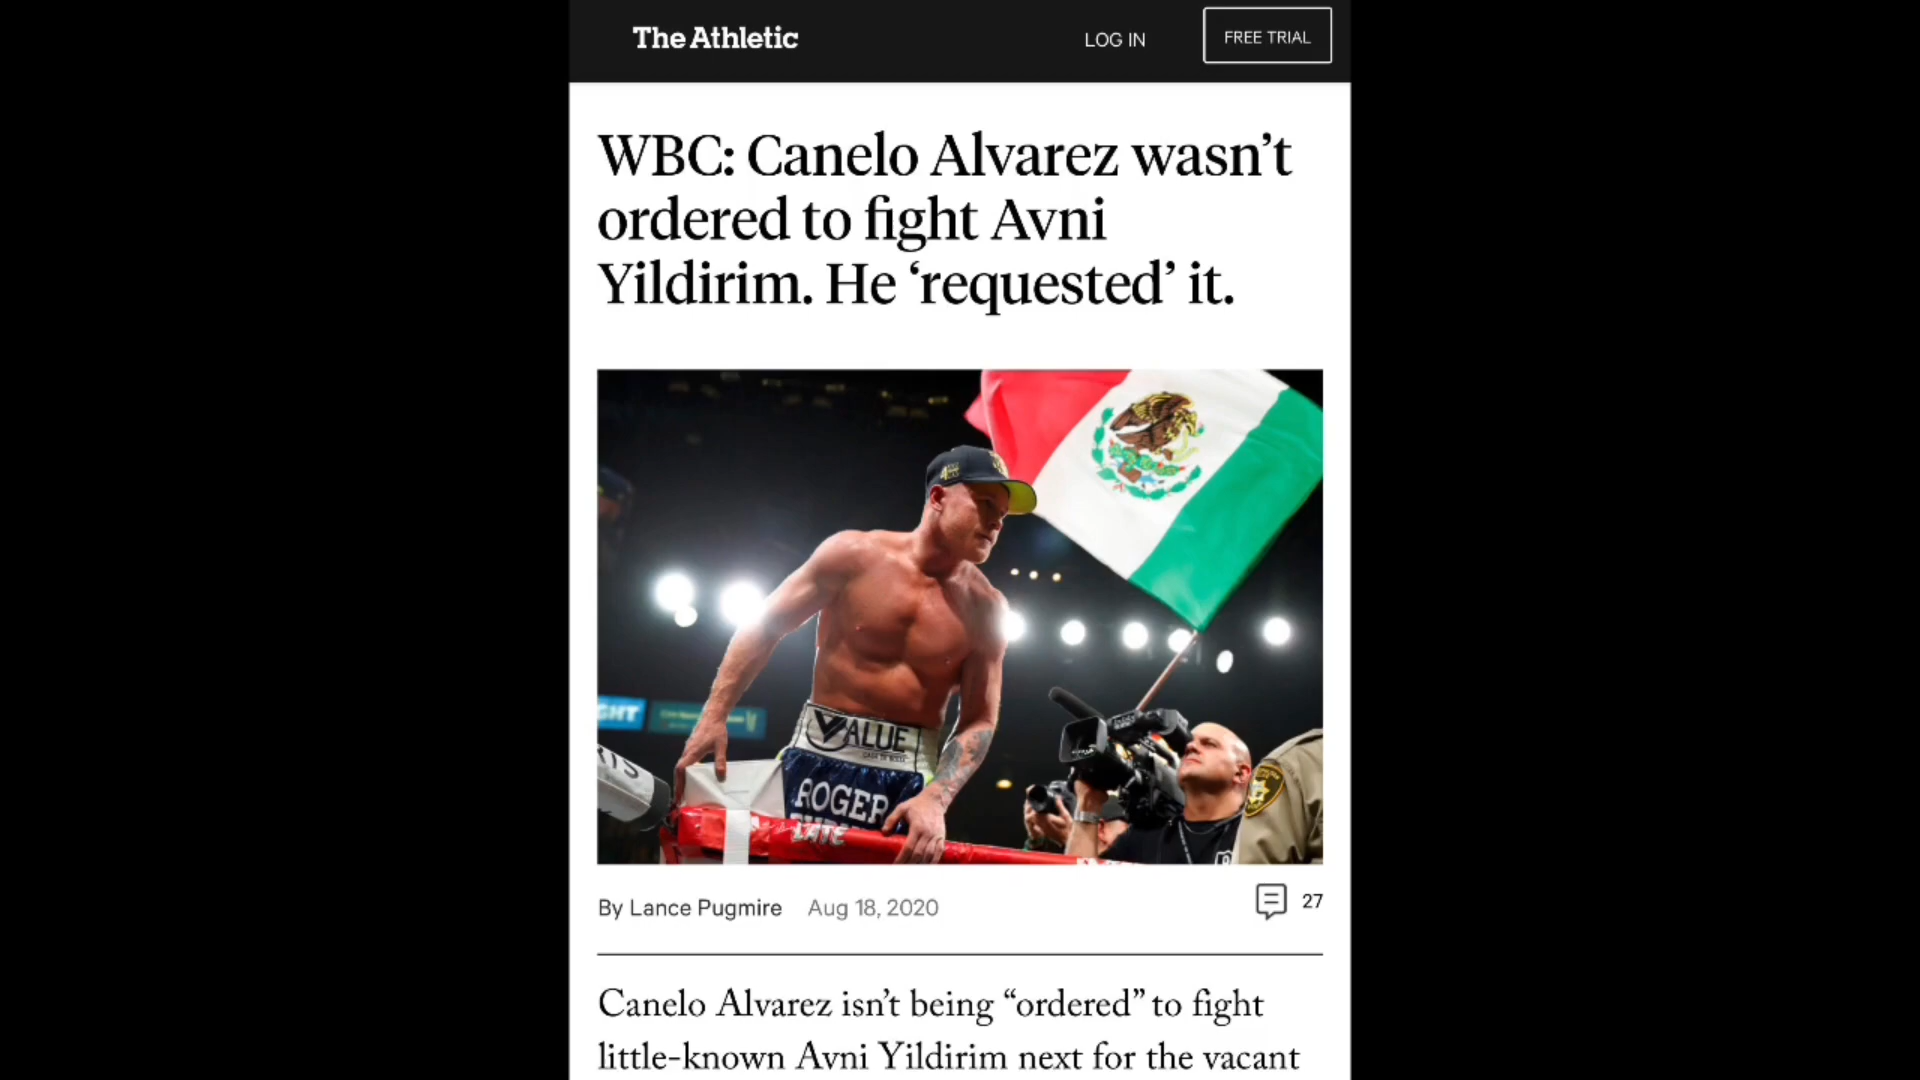 The Athletic
LOG IN
FREE TRIAL
WBC: Canelo Alvarez wasn’t
ordered to fight Avni
Yildirim. He ‘requested’ it.
GHT
VALUE
ROGER
RTS
By Lance Pugmire Aug 18, 2020
27
Canelo Alvarez isn’t being “ordered” to fight
little-known Avni Yildirim next for the vacant